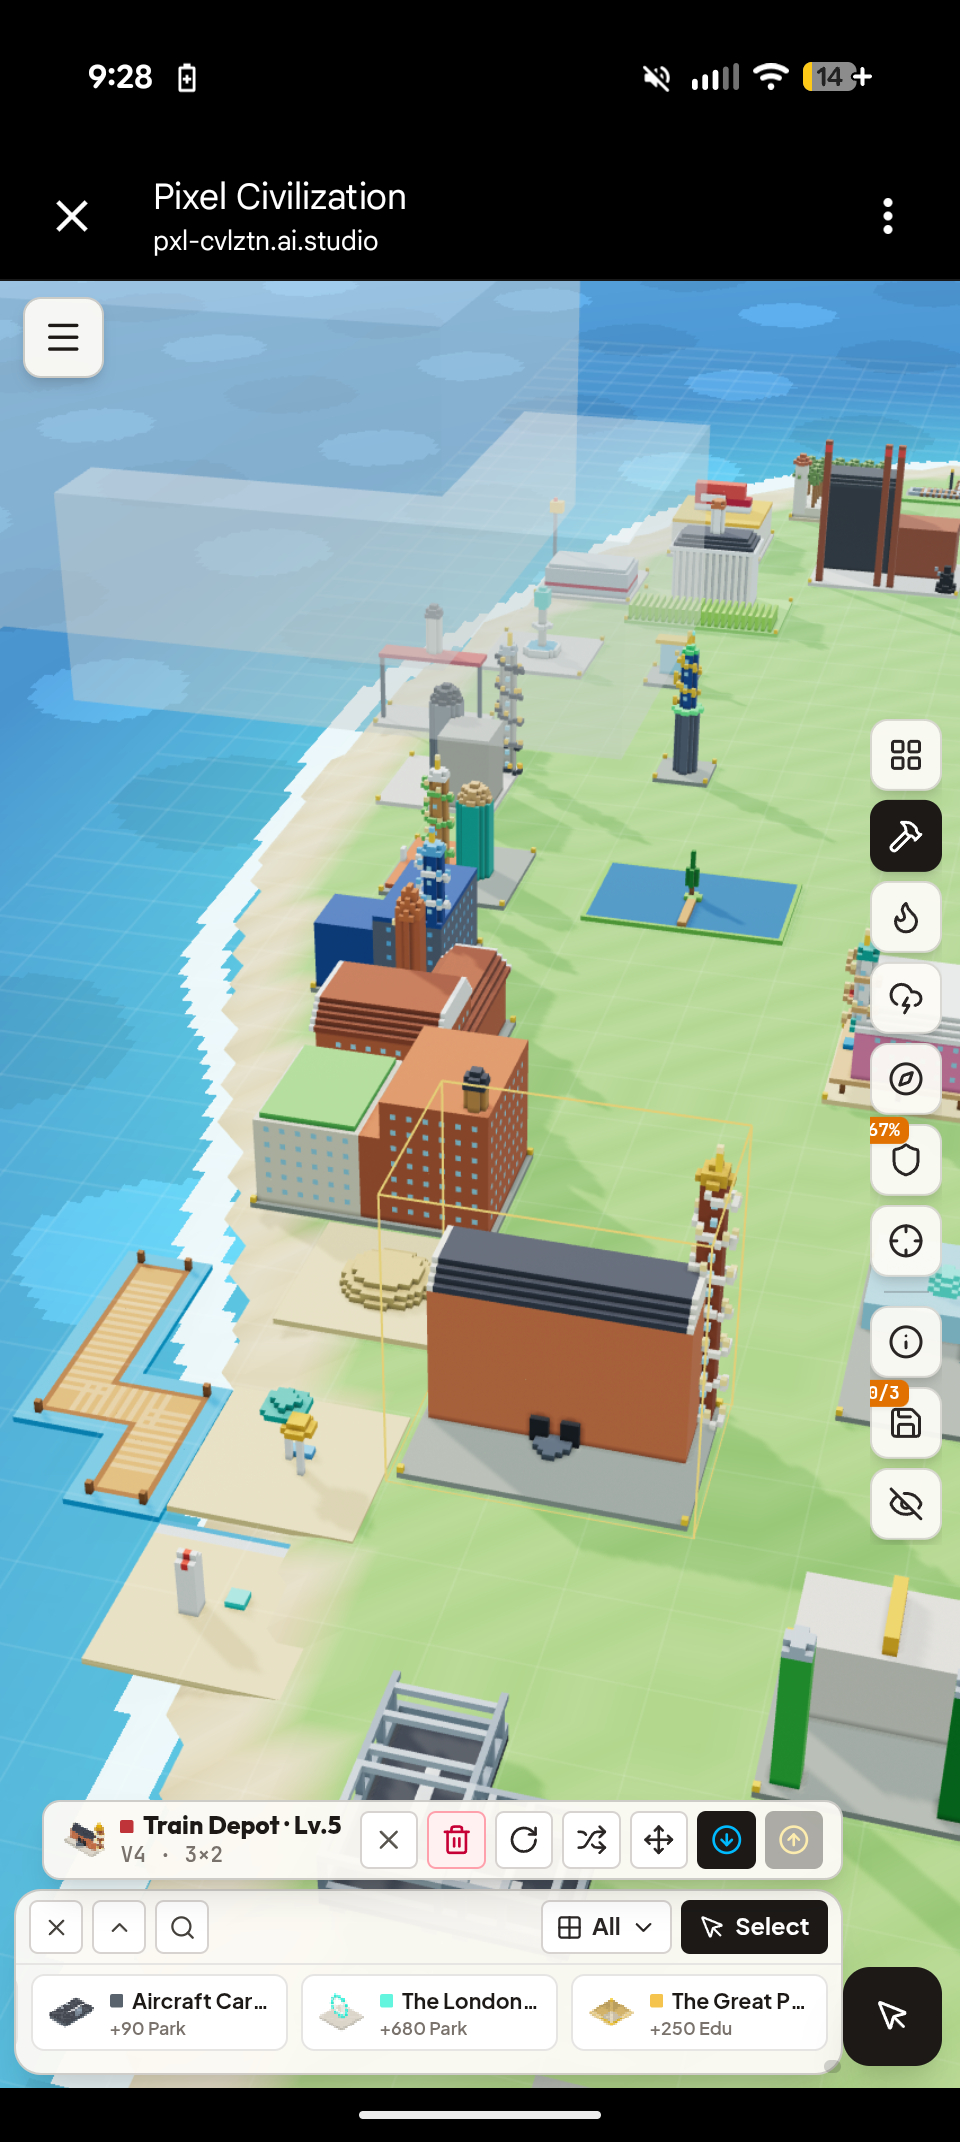 9:28
14
Pixel Civilization
pxl-cvlztn.ai.studio
67%
0/3
Train Depot · Lv.5
V4 · 3×2
All
Select
Aircraft Car...
+90 Park
The London...
+680 Park
The Great P...
+250 Edu